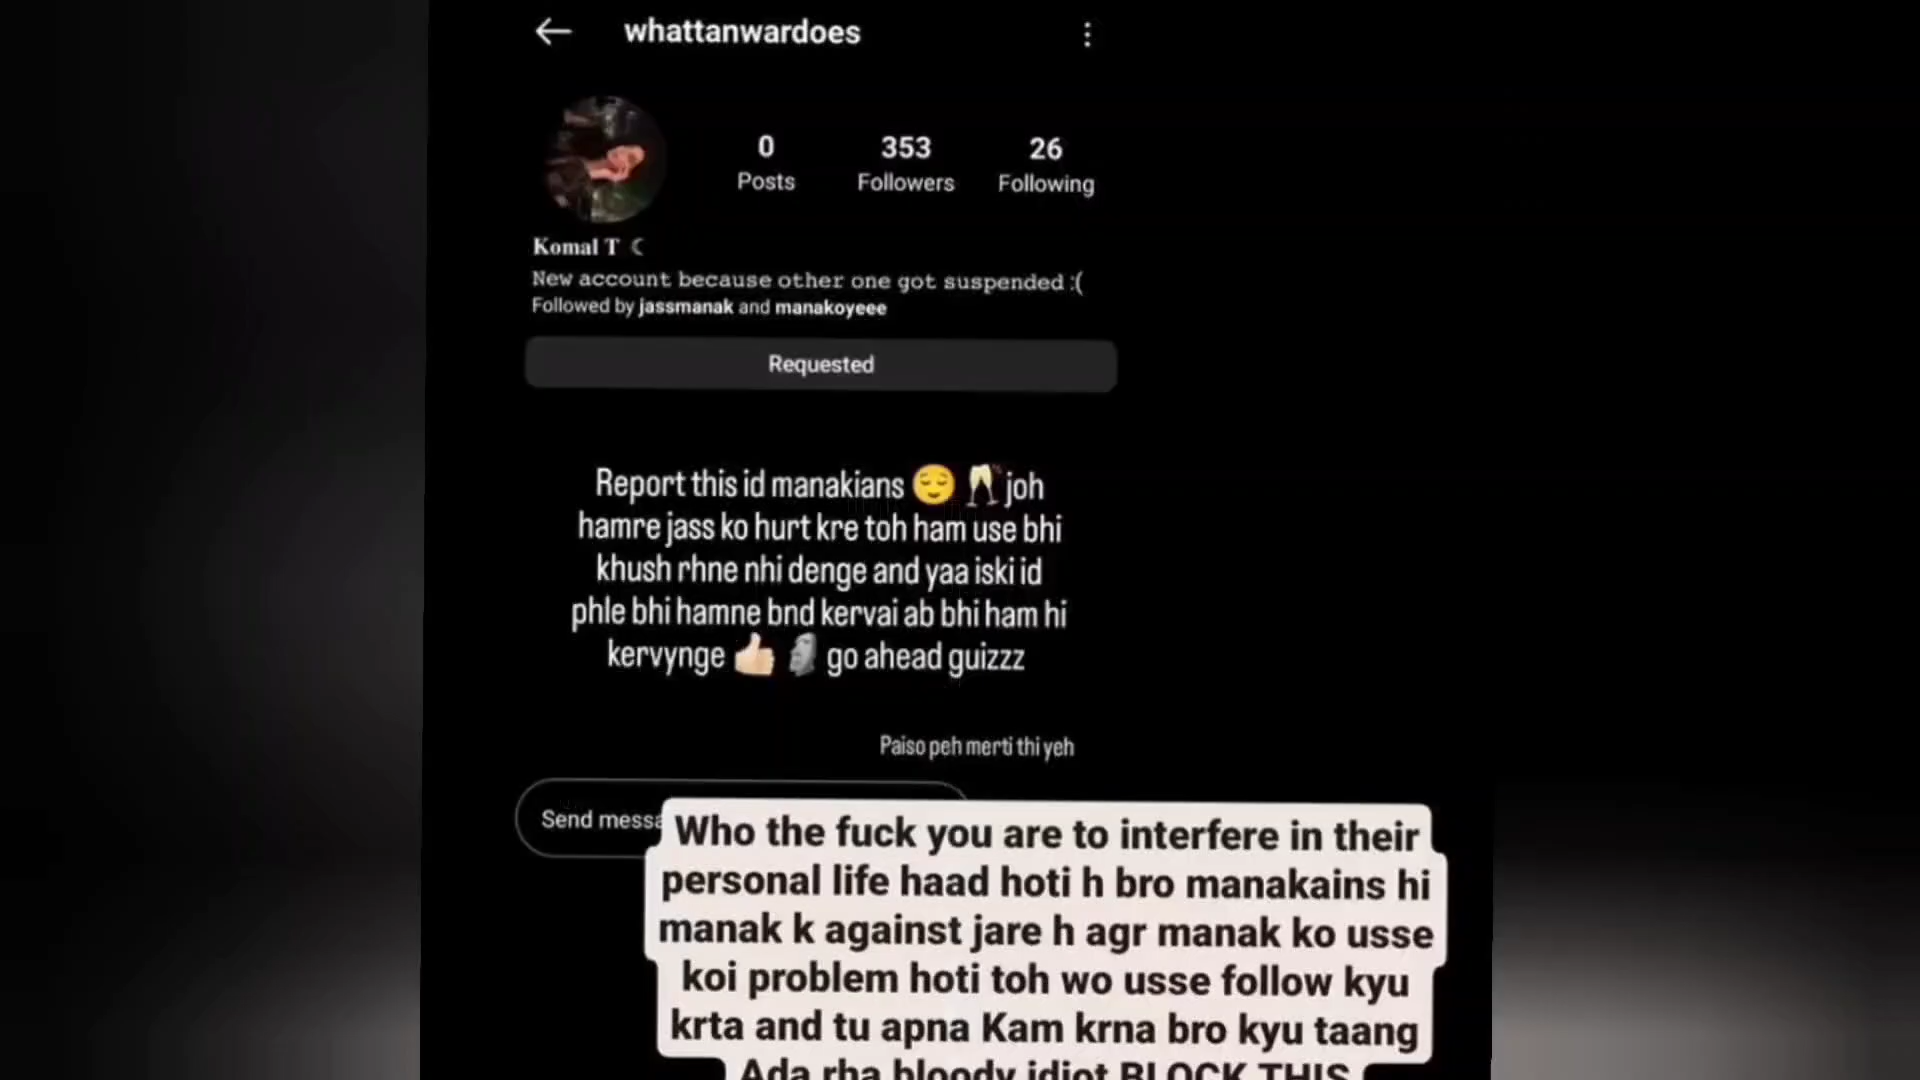 whattanwardoes
0
353
26
Posts
Followers
Following
Komal T ☾
New account because other one got suspended :(
Followed by jassmanak and manakoyeee
Requested
Report this id manakians 😌 🥂 joh
hamre jass ko hurt kre toh ham use bhi
khush rhne nhi denge and yaa iski id
phle bhi hamne bnd kervai ab bhi ham hi
kervynge 👍🏻 🗿 go ahead guizzz
Paiso peh merti thi yeh
Send messa
Who the fuck you are to interfere in their
personal life haad hoti h bro manakains hi
manak k against jare h agr manak ko usse
koi problem hoti toh wo usse follow kyu
krta and tu apna Kam krna bro kyu taang
Ada rha bloody idiot BLOCK THIS